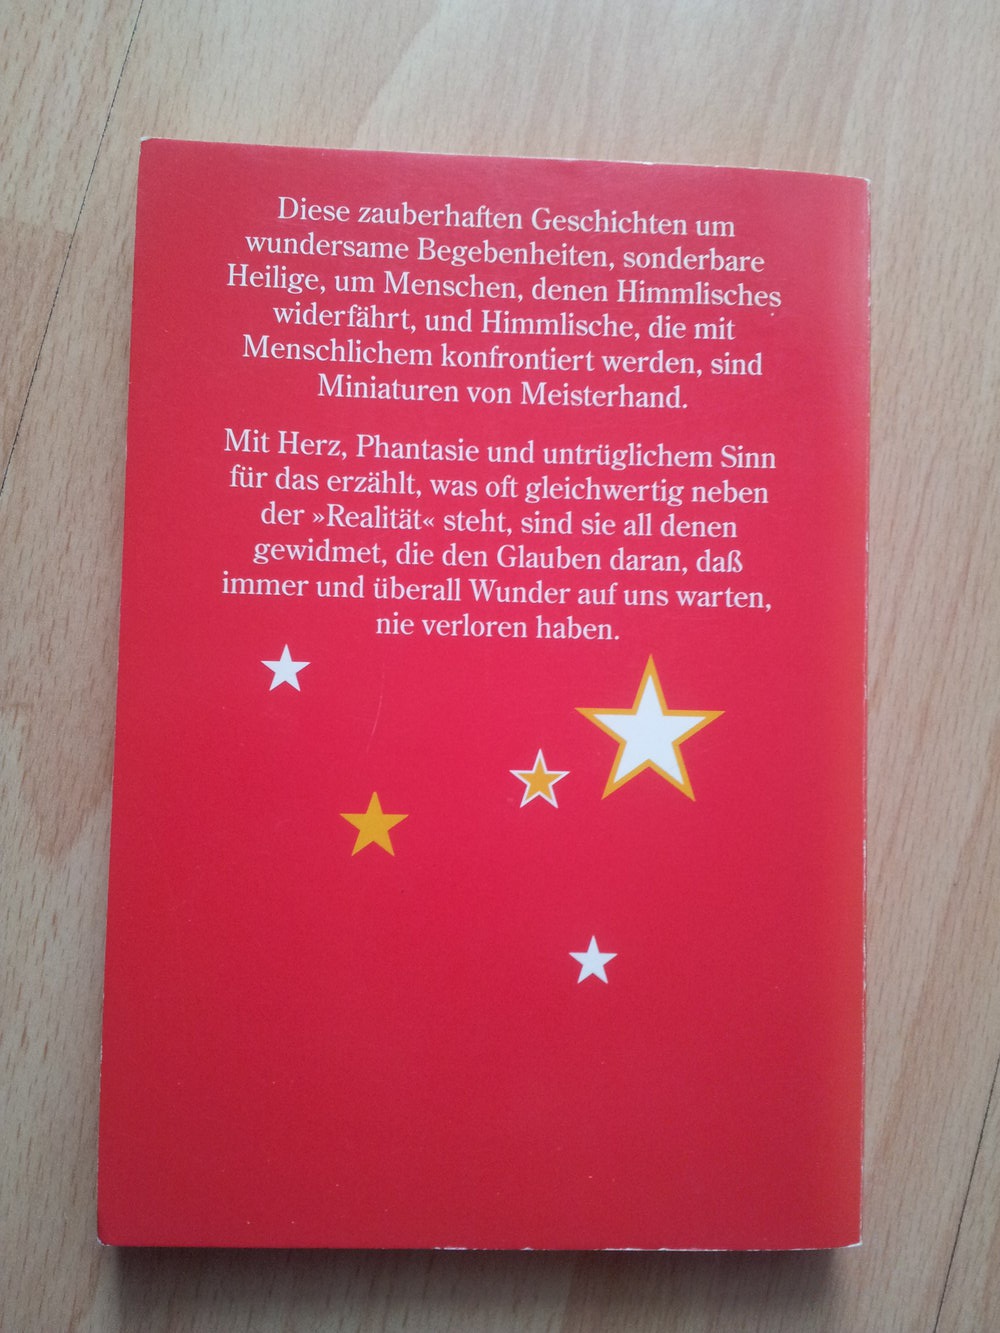 Diese zauberhaften Geschichten um
wundersame Begebenheiten, sonderbare
Heilige, um Menschen, denen Himmlisches
widerfährt, und Himmlische, die mit
Menschlichem konfrontiert werden, sind
Miniaturen von Meisterhand.
Mit Herz, Phantasie und untrüglichem Sinn
für das erzählt, was oft gleichwertig neben
der »Realität« steht, sind sie all denen
gewidmet, die den Glauben daran, daß
immer und überall Wunder auf uns warten,
nie verloren haben.